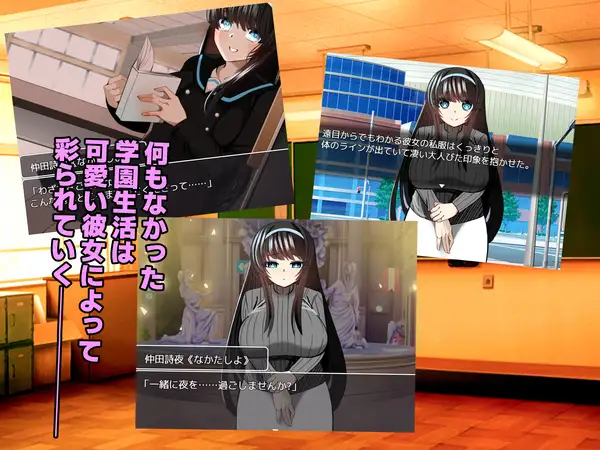 何もなかった
学園生活は
可愛い彼女によって
彩られていく――
仲田詩
「わざ
って……」
こんな
遠目からでもわかる彼女の私服はくっきりと
体のラインが出ていて凄い大人びた印象を抱かせた。
仲田詩夜《なかたしよ》
「一緒に夜を……過ごしませんか?」